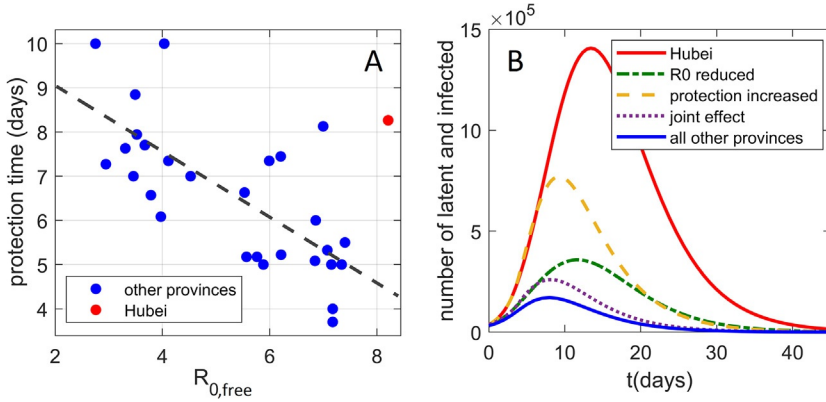 A
protection time (days)
10
9
8
7
6
5
4
other provinces
Hubei
2
4
6
8
R0,free
×10^5
B
number of latent and infected
15
10
5
0
Hubei
R0 reduced
protection increased
joint effect
all other provinces
0
10
20
30
40
t(days)